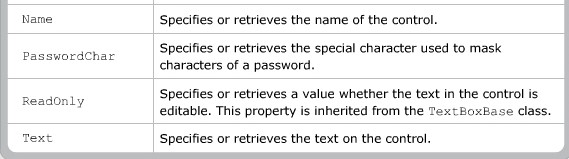 Name
Specifies or retrieves the name of the control.
PasswordChar
Specifies or retrieves the special character used to mask
characters of a password.
ReadOnly
Specifies or retrieves a value whether the text in the control is
editable. This property is inherited from the TextBoxBase class.
Text
Specifies or retrieves the text on the control.